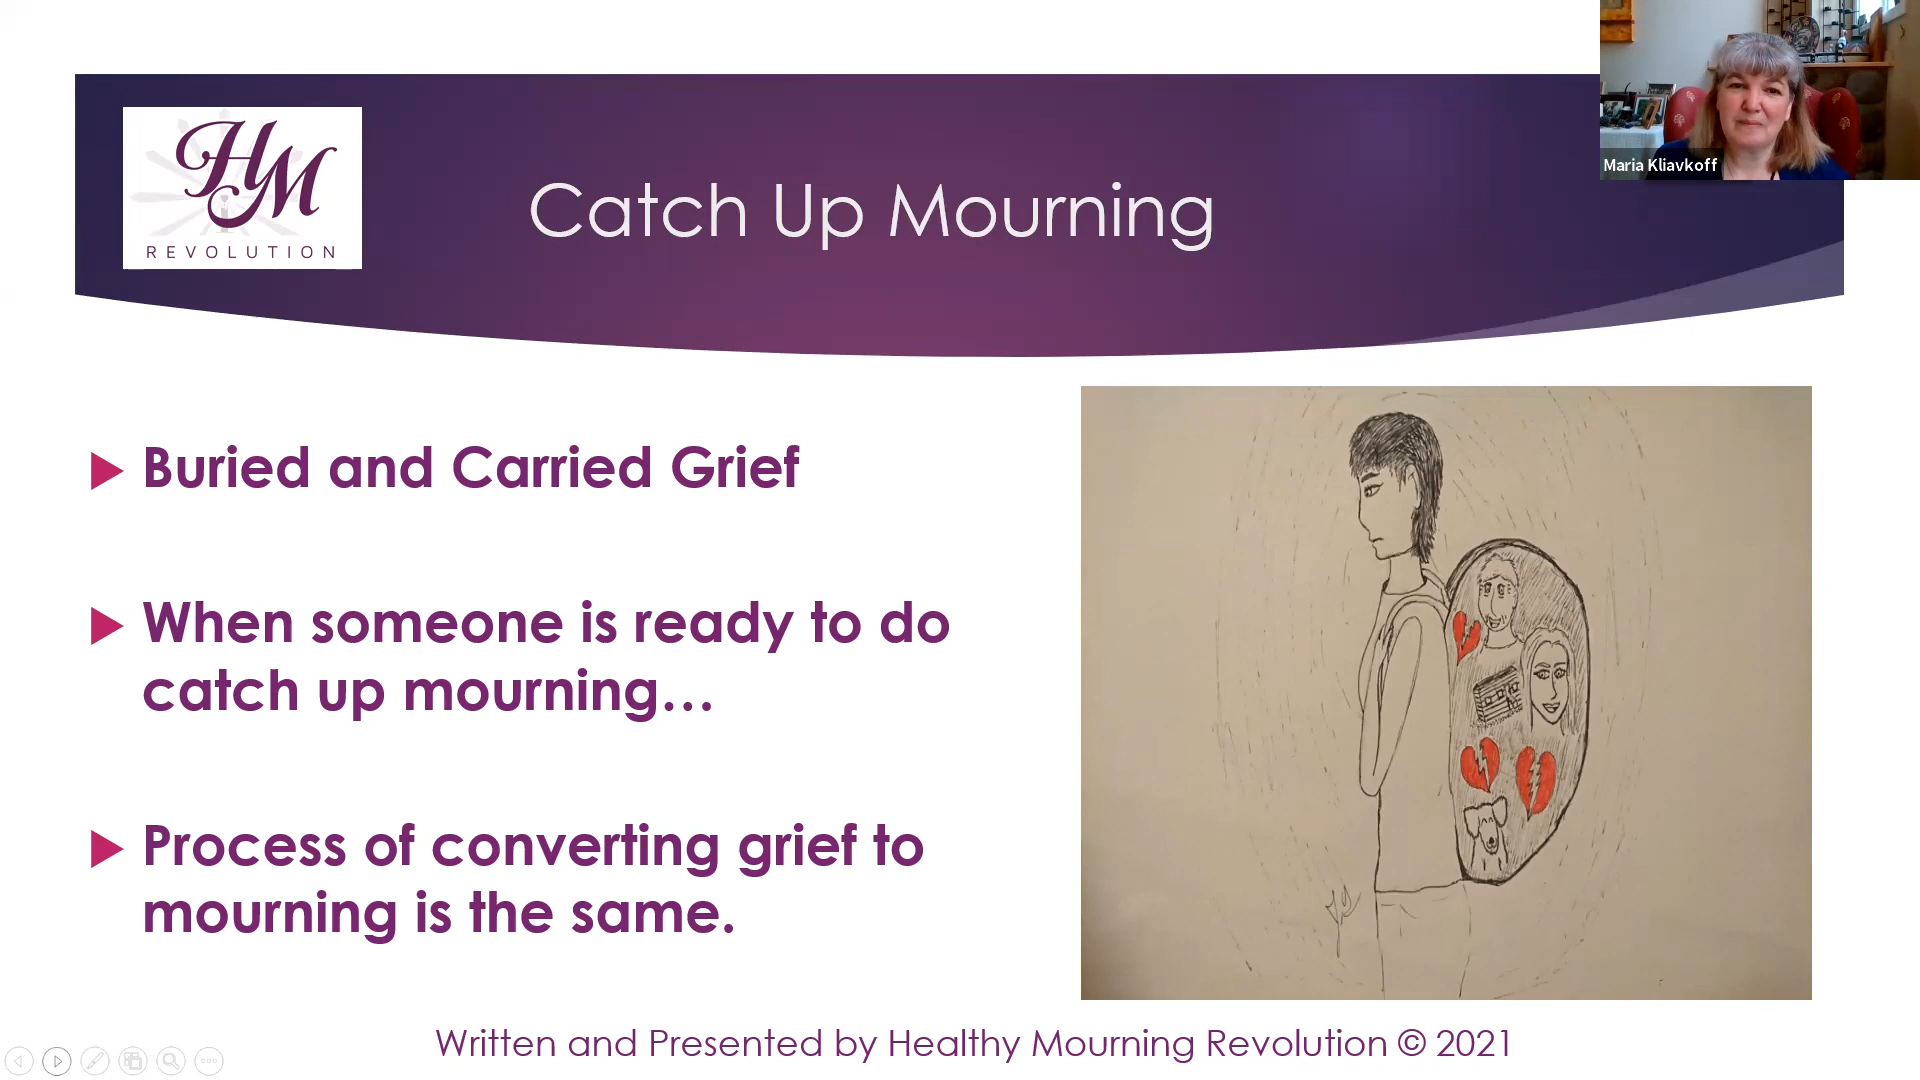 HM
REVOLUTION
Catch Up Mourning
Maria Kliavkoff
Buried and Carried Grief
When someone is ready to do
catch up mourning…
Process of converting grief to
mourning is the same.
Written and Presented by Healthy Mourning Revolution © 2021